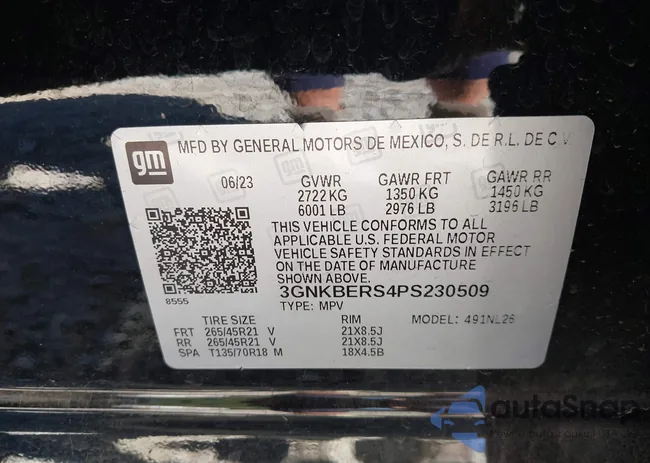 gm
MFD BY GENERAL MOTORS DE MEXICO, S. DE R.L. DE C.V.
06/23 GVWR GAWR FRT GAWR RR
2722 KG 1350 KG 1450 KG
6001 LB 2976 LB 3196 LB
THIS VEHICLE CONFORMS TO ALL
APPLICABLE U.S. FEDERAL MOTOR
VEHICLE SAFETY STANDARDS IN EFFECT
ON THE DATE OF MANUFACTURE
SHOWN ABOVE.
8555
3GNKBERS4PS230509
TYPE: MPV
TIRE SIZE RIM MODEL: 491NL26
FRT 265/45R21 V 21X8.5J
RR 265/45R21 V 21X8.5J
SPA T135/70R18 M 18X4.5B
autoSnap